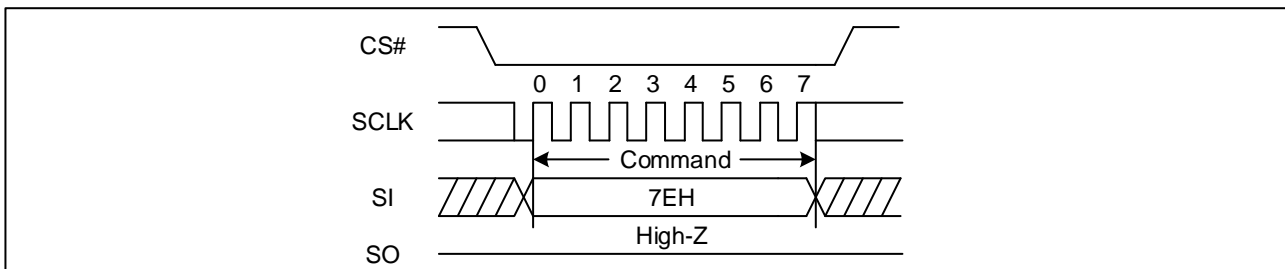 CS#
0 1 2 3 4 5 6 7
SCLK
Command
SI
7EH
High-Z
SO